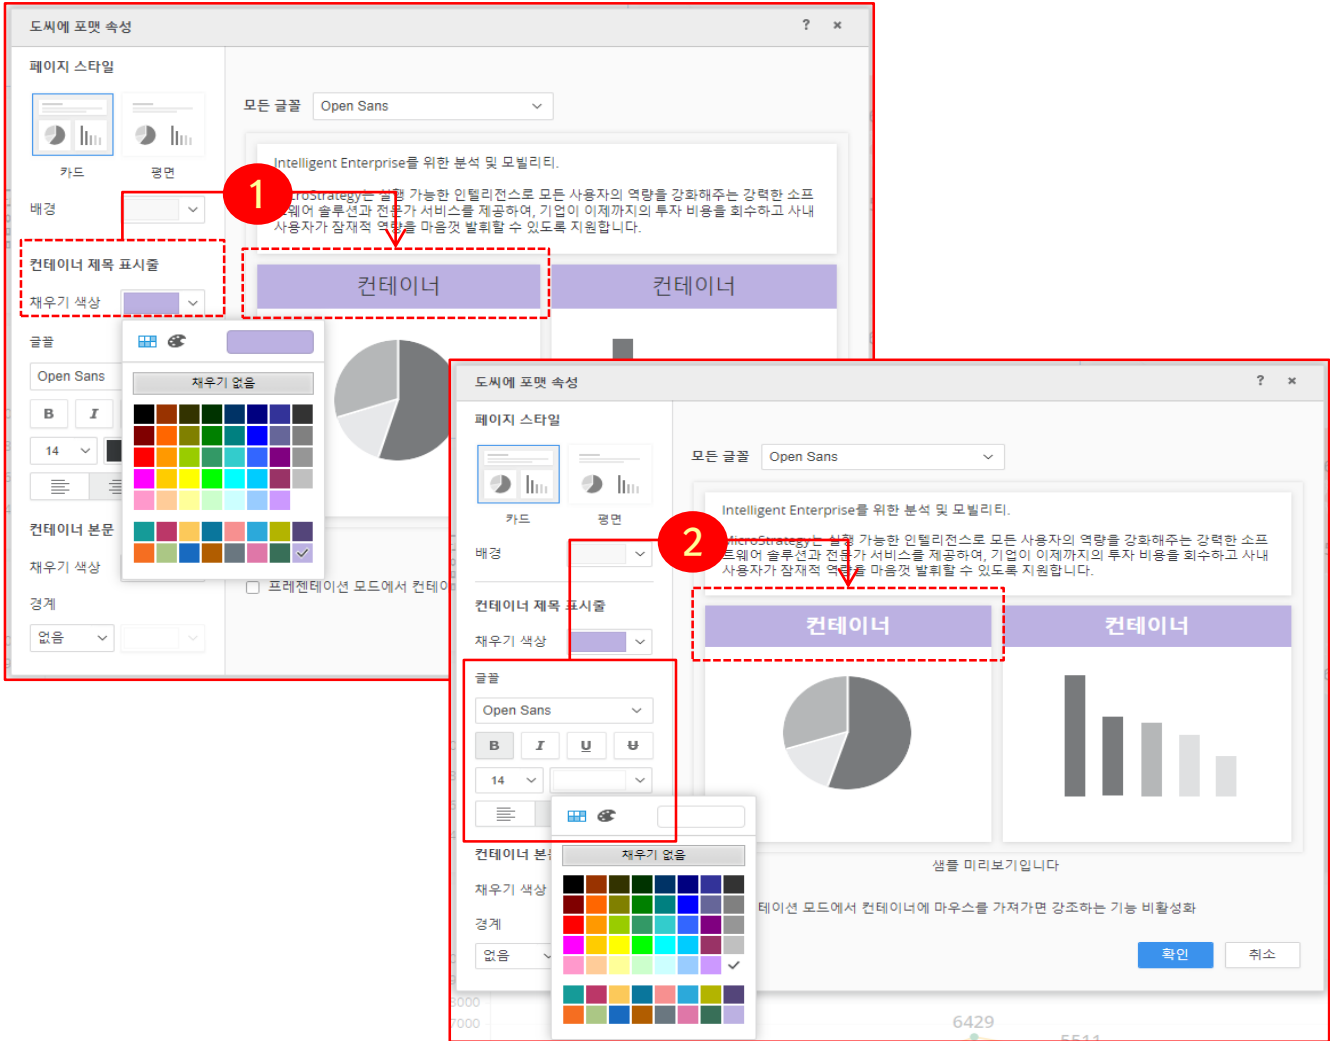 도씨에 포맷 속성
? ×
페이지 스타일
모든 글꼴 Open Sans
카드 평면
Intelligent Enterprise를 위한 분석 및 모빌리티.
1
배경
MicroStrategy는 실행 가능한 인텔리전스로 모든 사용자의 역량을 강화해주는 강력한 소프
트웨어 솔루션과 전문가 서비스를 제공하여, 기업이 이제까지의 투자 비용을 회수하고 사내
사용자가 잠재적 역량을 마음껏 발휘할 수 있도록 지원합니다.
컨테이너 제목 표시줄
컨테이너 컨테이너
채우기 색상
글꼴
Open Sans
채우기 없음
B I
14
컨테이너 본문
채우기 색상
프레젠테이션 모드에서 컨테이
경계
없음
도씨에 포맷 속성
? ×
페이지 스타일
모든 글꼴 Open Sans
카드 평면
Intelligent Enterprise를 위한 분석 및 모빌리티.
2
배경
MicroStrategy는 실행 가능한 인텔리전스로 모든 사용자의 역량을 강화해주는 강력한 소프
트웨어 솔루션과 전문가 서비스를 제공하여, 기업이 이제까지의 투자 비용을 회수하고 사내
사용자가 잠재적 역량을 마음껏 발휘할 수 있도록 지원합니다.
컨테이너 제목 표시줄
컨테이너 컨테이너
채우기 색상
글꼴
Open Sans
B I U U
14
컨테이너 본
채우기 없음
샘플 미리보기입니다
채우기 색상
테이션 모드에서 컨테이너에 마우스를 가져가면 강조하는 기능 비활성화
경계
없음
확인 취소
8000
7000
6429
5511